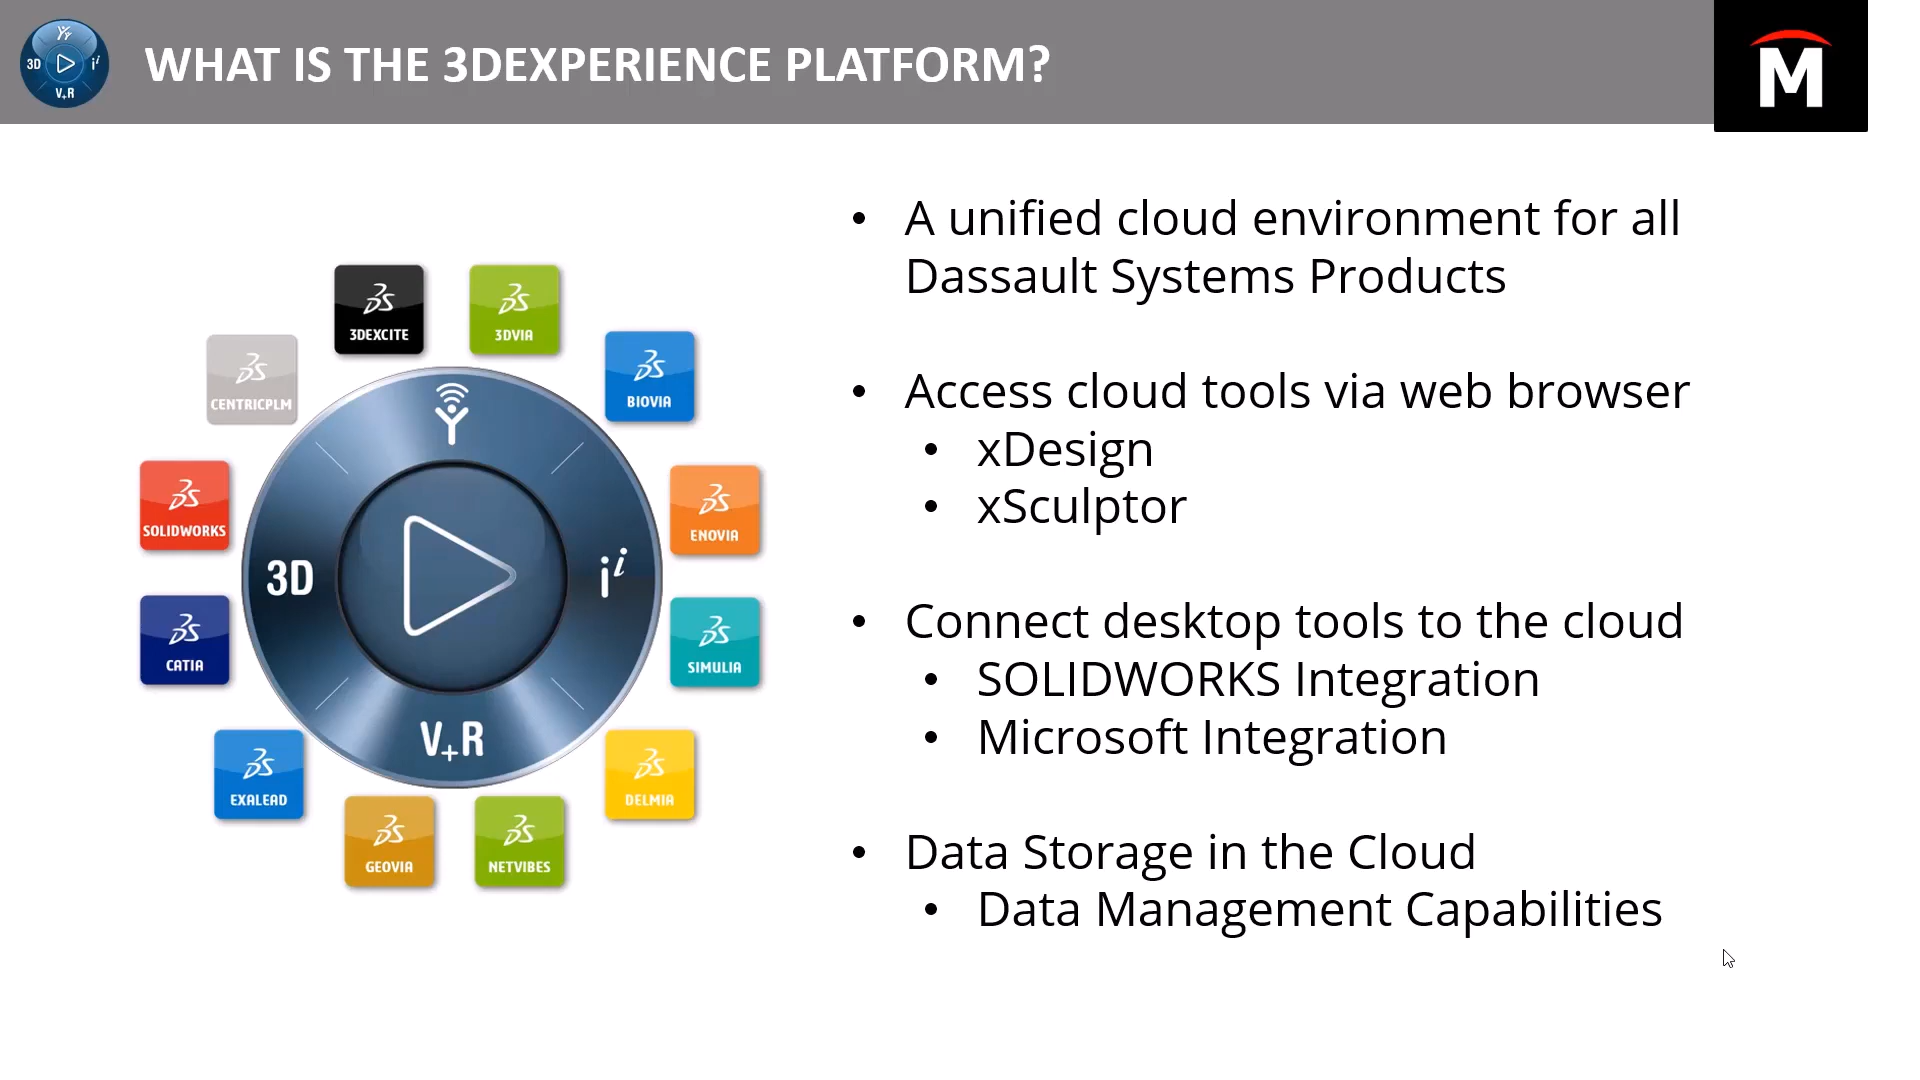 3D
V+R
WHAT IS THE 3DEXPERIENCE PLATFORM?
M
3DEXCITE
3DVIA
CENTRICPLM
BIOVIA
SOLIDWORKS
ENOVIA
3D
i i
V+R
CATIA
SIMULIA
EXALEAD
DELMIA
GEOVIA
NETVIBES
• A unified cloud environment for all
Dassault Systems Products
• Access cloud tools via web browser
• xDesign
• xSculptor
• Connect desktop tools to the cloud
• SOLIDWORKS Integration
• Microsoft Integration
• Data Storage in the Cloud
• Data Management Capabilities